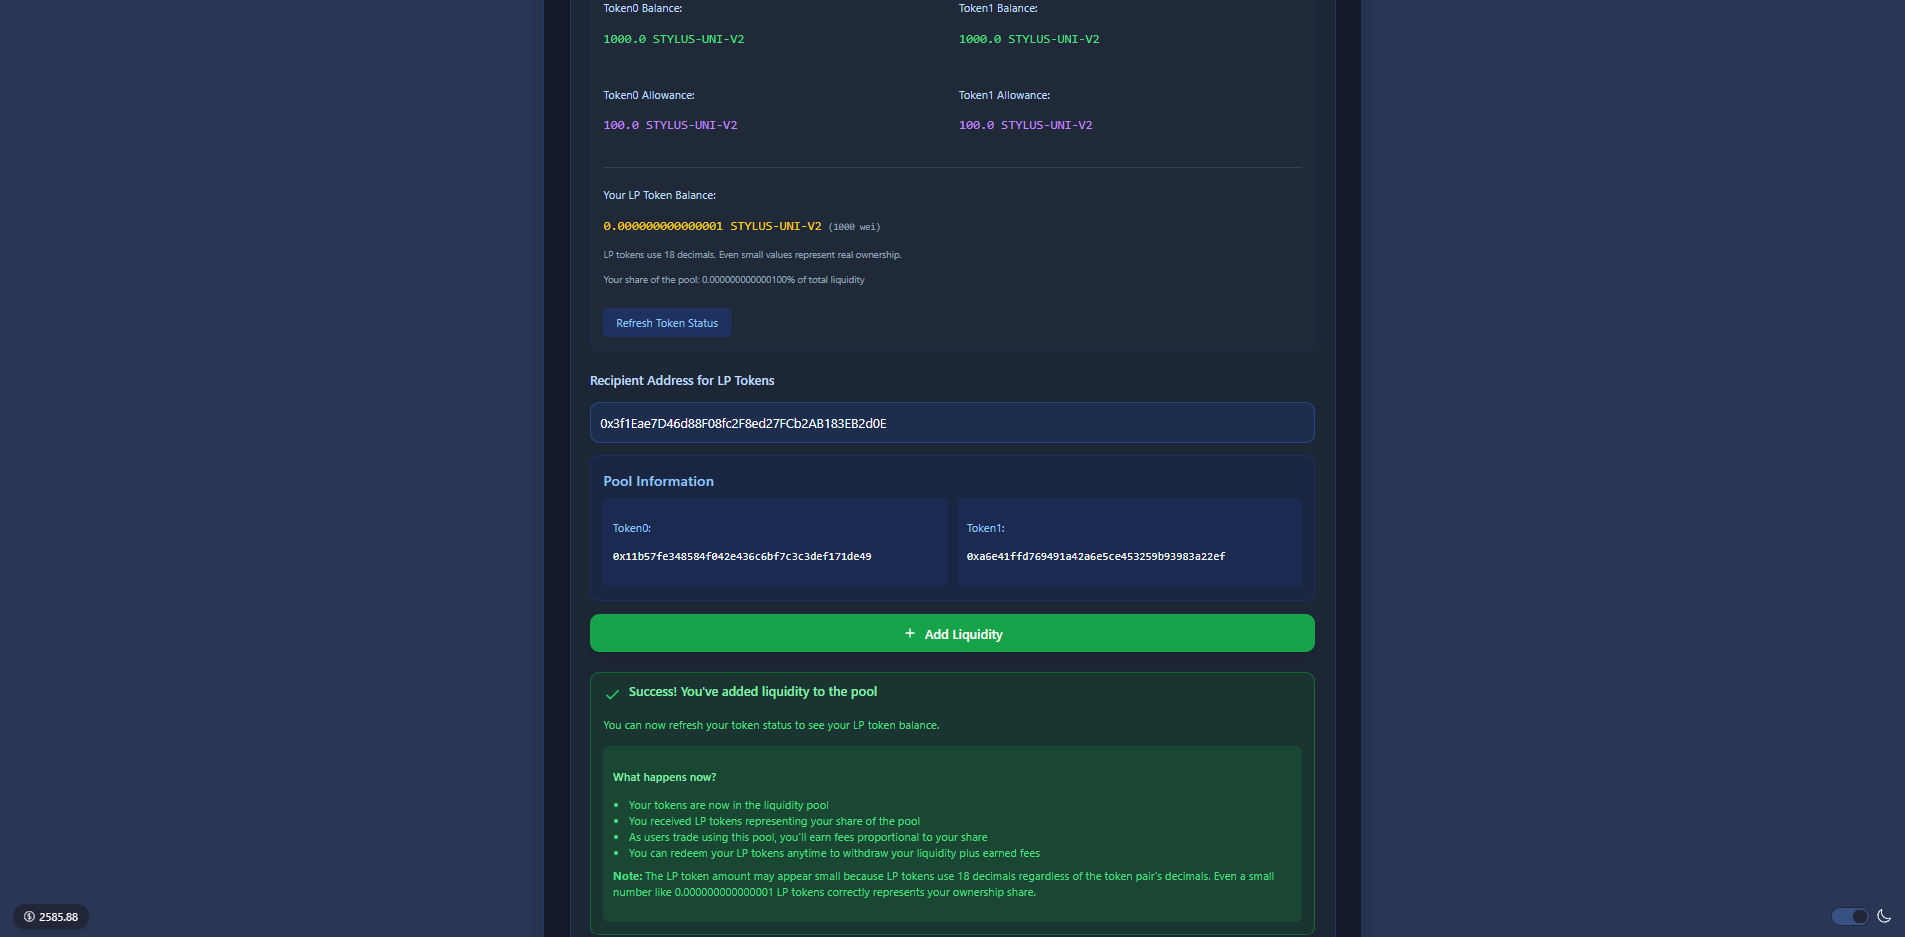 Token0 Balance:
Token1 Balance:
1000.0 STYLUS-UNI-V2
1000.0 STYLUS-UNI-V2
Token0 Allowance:
Token1 Allowance:
100.0 STYLUS-UNI-V2
100.0 STYLUS-UNI-V2
Your LP Token Balance:
0.000000000000001 STYLUS-UNI-V2 (1000 wei)
LP tokens use 18 decimals. Even small values represent real ownership.
Your share of the pool: 0.000000000000100% of total liquidity
Refresh Token Status
Recipient Address for LP Tokens
0x3f1Eae7D46d88F08fc2F8ed27FCb2AB183EB2d0E
Pool Information
Token0:
0x11b57fe348584f042e436c6bf7c3c3def171de49
Token1:
0xa6e41ffd769491a42a6e5ce453259b93983a22ef
+ Add Liquidity
Success! You've added liquidity to the pool
You can now refresh your token status to see your LP token balance.
What happens now?
• Your tokens are now in the liquidity pool
• You received LP tokens representing your share of the pool
• As users trade using this pool, you'll earn fees proportional to your share
• You can redeem your LP tokens anytime to withdraw your liquidity plus earned fees
Note: The LP token amount may appear small because LP tokens use 18 decimals regardless of the token pair's decimals. Even a small
number like 0.000000000000001 LP tokens correctly represents your ownership share.
2585.88